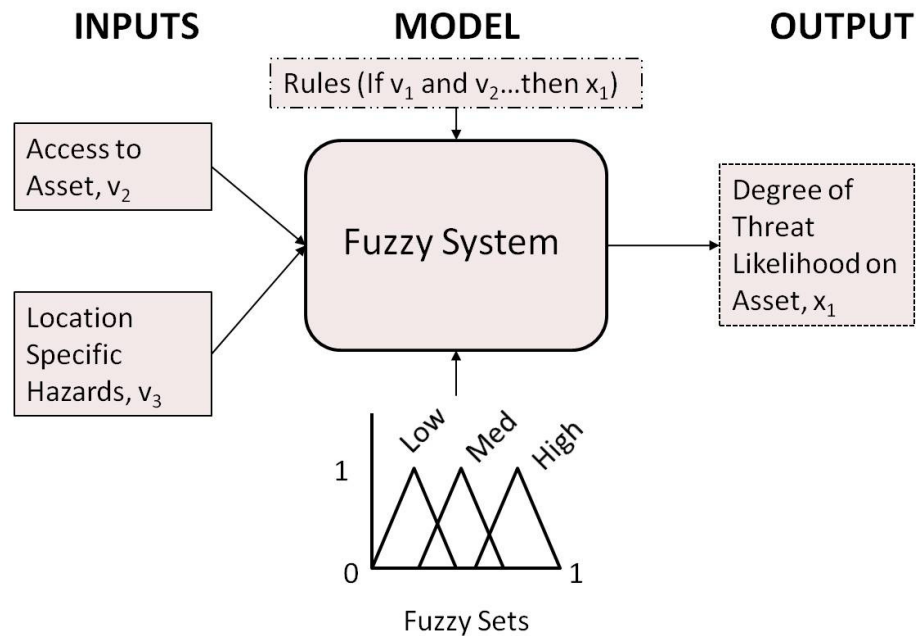 INPUTS
MODEL
OUTPUT
Rules (If v₁ and v₂...then x₁)
Access to
Asset, v₂
Location
Specific
Hazards, v₃
Fuzzy System
Degree of
Threat
Likelihood on
Asset, x₁
Low
Med
High
1
0
1
Fuzzy Sets